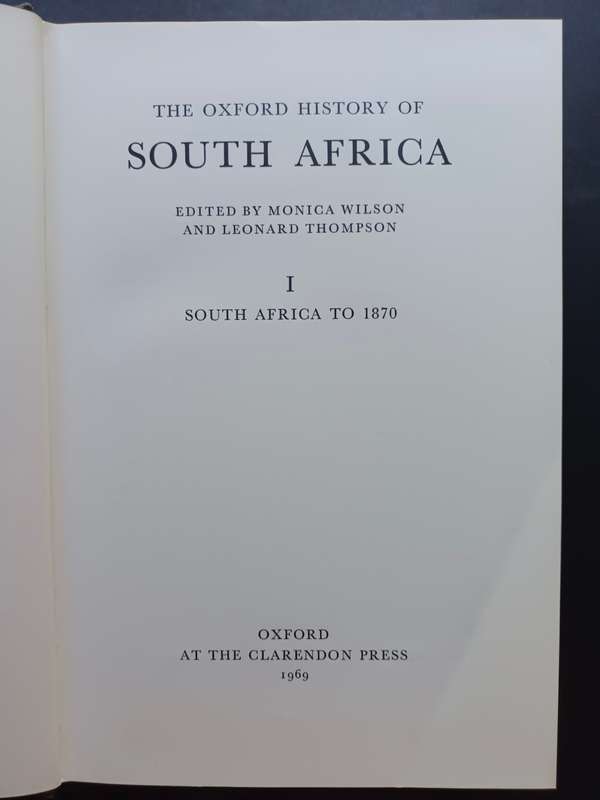 THE OXFORD HISTORY OF
SOUTH AFRICA
EDITED BY MONICA WILSON
AND LEONARD THOMPSON
I
SOUTH AFRICA TO 1870
OXFORD
AT THE CLARENDON PRESS
1969